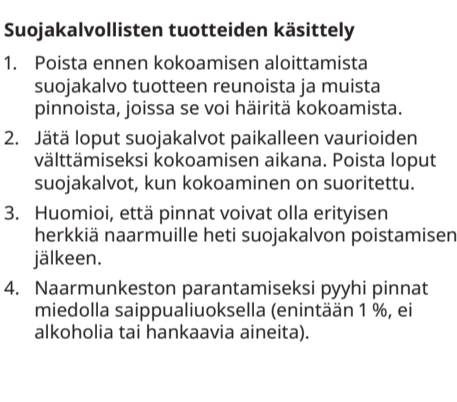 Suojakalvollisten tuotteiden käsittely
1. Poista ennen kokoamisen aloittamista
suojakalvo tuotteen reunoista ja muista
pinnoista, joissa se voi häiritä kokoamista.
2. Jätä loput suojakalvot paikalleen vaurioiden
välttämiseksi kokoamisen aikana. Poista loput
suojakalvot, kun kokoaminen on suoritettu.
3. Huomioi, että pinnat voivat olla erityisen
herkkiä naarmuille heti suojakalvon poistamisen
jälkeen.
4. Naarmunkeston parantamiseksi pyyhi pinnat
miedolla saippualiuoksella (enintään 1 %, ei
alkoholia tai hankaavia aineita).